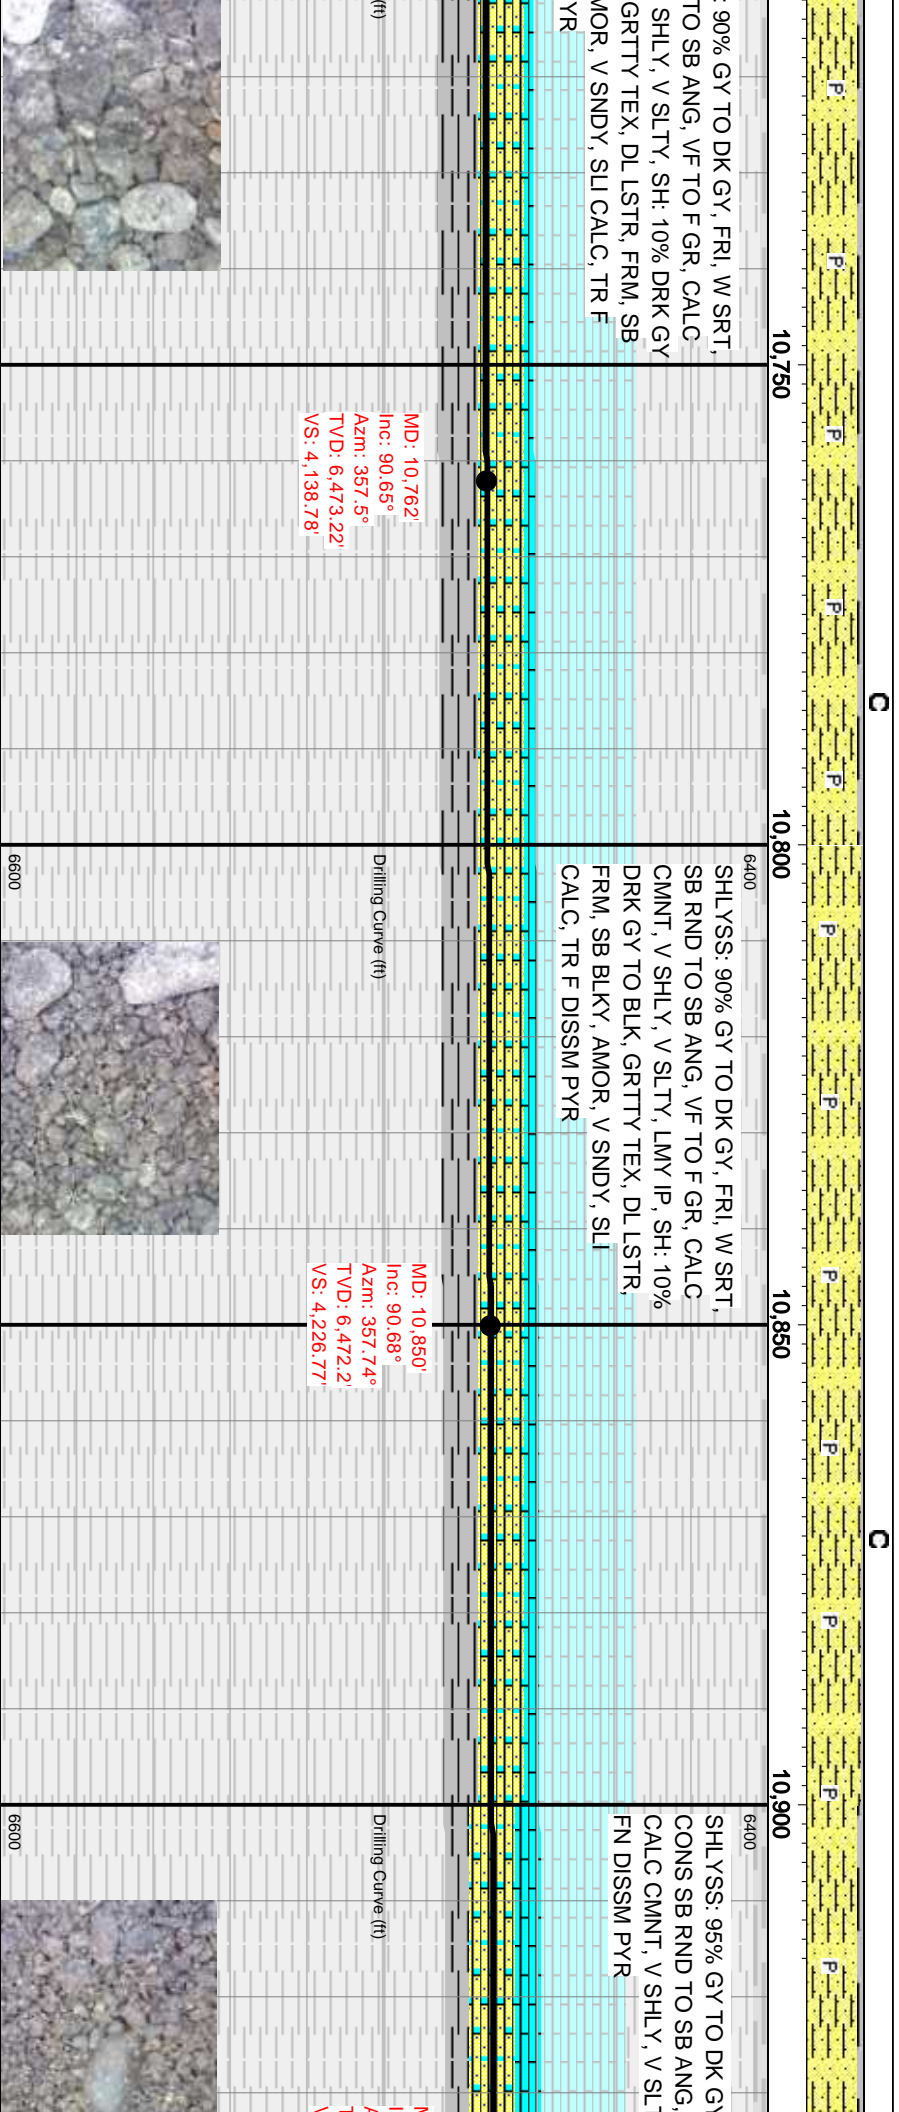 C
C
P
P
P
P
P
P
P
P
P
P
P
P
10,750
10,800
10,850
10,900
: 90% GY TO DK GY, FRI, W SRT,
TO SB ANG, VF TO F GR, CALC
SHLY, V SLTY, SH: 10% DRK GY
GRTTY TEX, DL LSTR, FRM, SB
MOR, V SNDY, SLI CALC, TR F
YR
(ft)
MD: 10,762'
Inc: 90.65°
Azm: 357.5°
TVD: 6,473.22'
VS: 4,138.78'
6400
SHLYSS: 90% GY TO DK GY, FRI, W SRT,
SB RND TO SB ANG, VF TO F GR, CALC
CMNT, V SHLY, V SLTY, LMY IP, SH: 10%
DRK GY TO BLK, GRTTY TEX, DL LSTR,
FRM, SB BLKY, AMOR, V SNDY, SLI
CALC, TR F DISSM PYR
Drilling Curve (ft)
6600
MD: 10,850'
Inc: 90.68°
Azm: 357.74°
TVD: 6,472.2'
VS: 4,226.77'
6400
SHLYSS: 95% GY TO DK GY
CONS SB RND TO SB ANG,
CALC CMNT, V SHLY, V SLT
FN DISSM PYR
Drilling Curve (ft)
6600